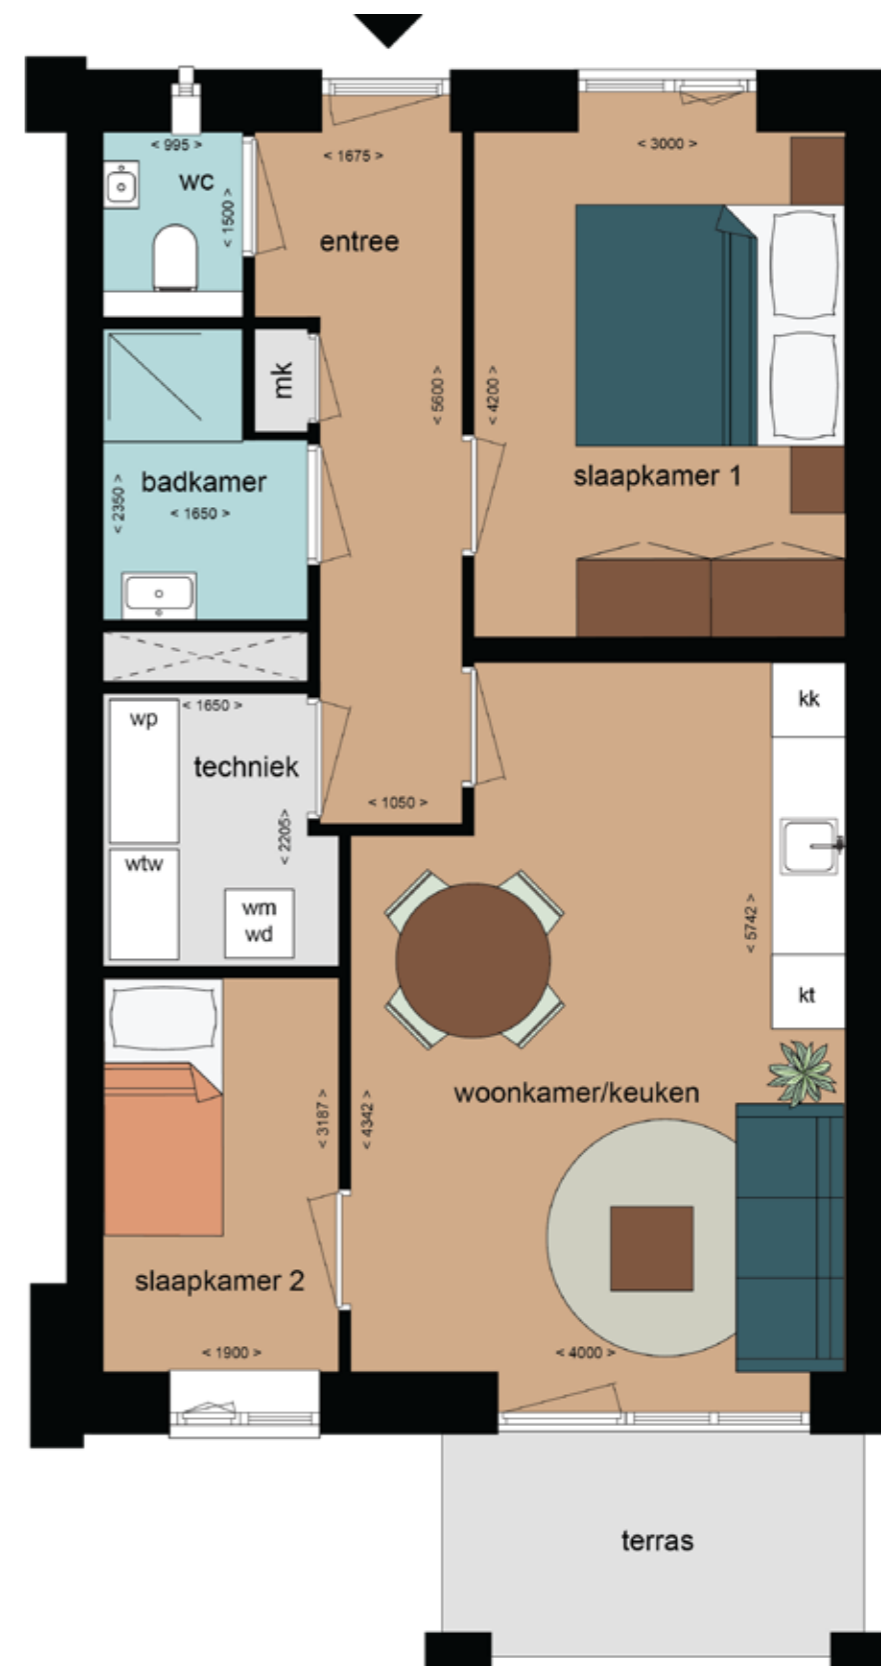 < 995 >
wc
< 1500 >
< 1675 >
entree
< 3000 >
mk
< 5600 >
< 4200 >
slaapkamer 1
badkamer
< 1650 >
< 2350 >
< 1650 >
wp
techniek
< 2205>
wtw
wm
wd
< 1050 >
kk
< 5742 >
kt
woonkamer/keuken
< 3187 >
< 4342 >
slaapkamer 2
< 1900 >
< 4000 >
terras